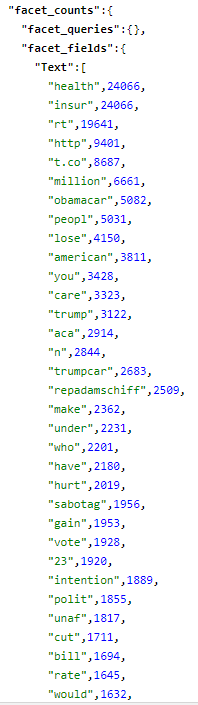 "facet_counts":{
"facet_queries":{},
"facet_fields":{
"Text":[
"health",24066,
"insur",24066,
"rt",19641,
"http",9401,
"t.co",8687,
"million",6661,
"obamacar",5082,
"peopl",5031,
"lose",4150,
"american",3811,
"you",3428,
"care",3323,
"trump",3122,
"aca",2914,
"n",2844,
"trumpcar",2683,
"repadamschiff",2509,
"make",2362,
"under",2231,
"who",2201,
"have",2180,
"hurt",2019,
"sabotag",1956,
"gain",1953,
"vote",1928,
"23",1920,
"intention",1889,
"polit",1855,
"unaf",1817,
"cut",1711,
"bill",1694,
"rate",1645,
"would",1632,